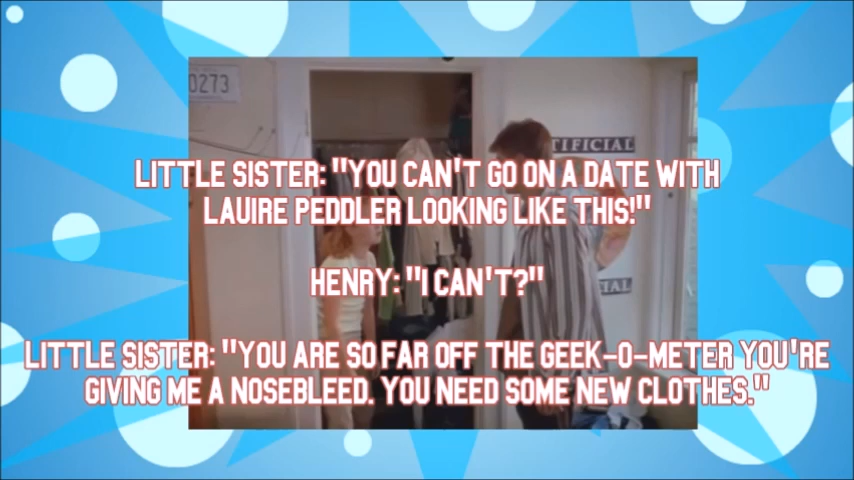 0273
TIFICIAL
LITTLE SISTER: "YOU CAN'T GO ON A DATE WITH
LAUIRE PEDDLER LOOKING LIKE THIS!"
HENRY: "I CAN'T?"
IAL
LITTLE SISTER: "YOU ARE SO FAR OFF THE GEEK-O-METER YOU'RE
GIVING ME A NOSEBLEED. YOU NEED SOME NEW CLOTHES."